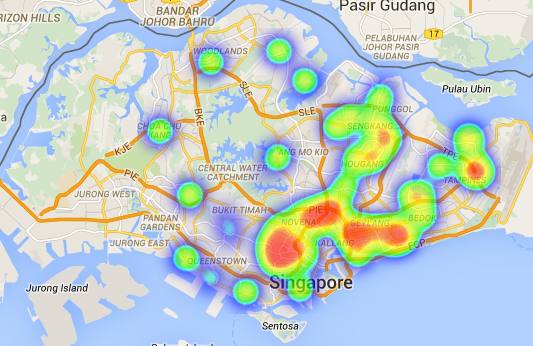 RIZON HILLS
BANDAR
JOHOR BAHRU
Pasir Gudang
17
PELABUHAN
JOHOR PASIR
GUDANG
WOODLANDS
Pulau Ubin
SLE
SLE
PUNGGOL
BKE
SENGKANG
CHOA CHU
KANG
KJE
ANG MO KIO
TPE
HOUGANG
PIE
CENTRAL WATER
CATCHMENT
TAMPINES
JURONG WEST
BUKIT TIMAH
PIE
BEDOK
PANDAN
GARDENS
NOVENA
GEYLANG
JURONG EAST
KALLANG
ECP
QUEENSTOWN
Singapore
Jurong Island
Sentosa